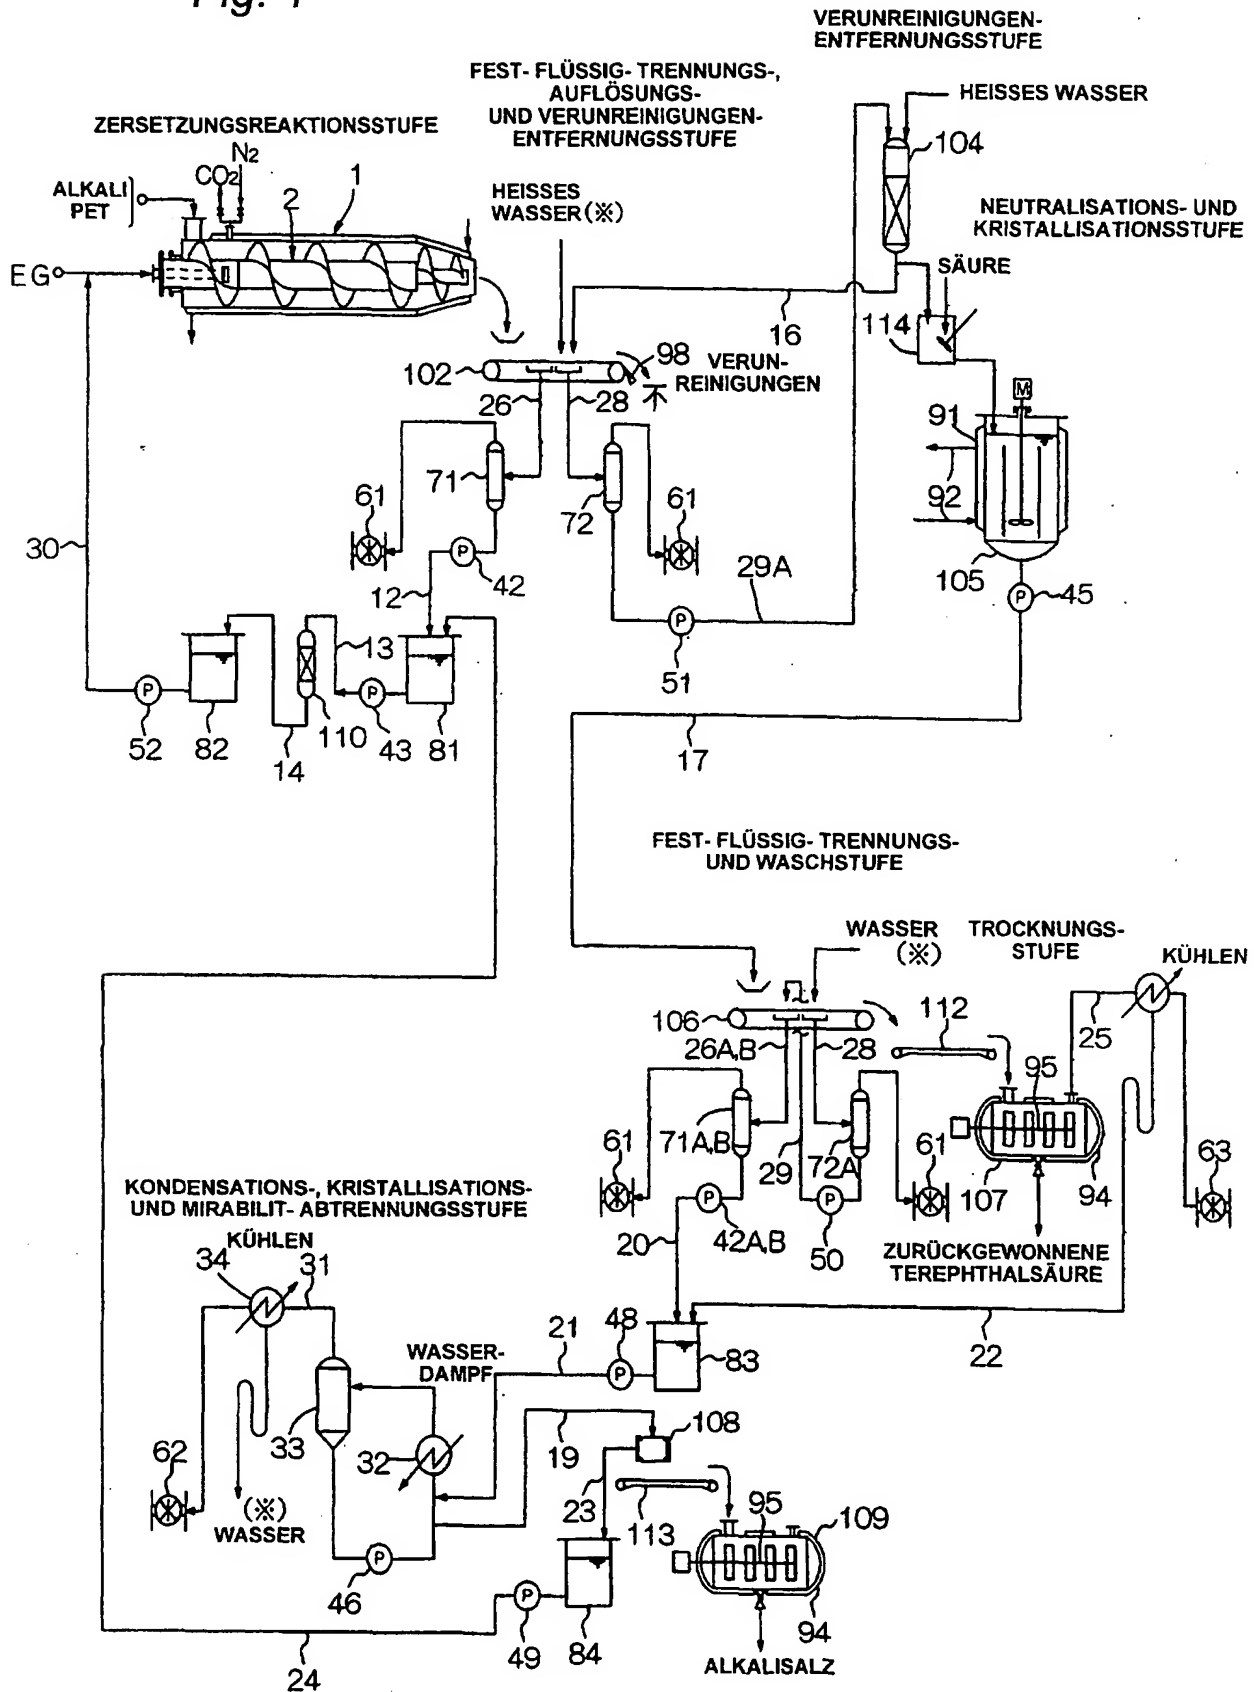 Fig. 1
VERUNREINIGUNGEN-
ENTFERNUNGSSTUFE
FEST- FLÜSSIG- TRENNUNGS-,
AUFLÖSUNGS-
UND VERUNREINIGUNGEN-
ENTFERNUNGSSTUFE
HEISSES WASSER
ZERSETZUNGSREAKTIONSSTUFE
N2
CO2
104
ALKALI
PET
1
2
HEISSES
WASSER (※)
NEUTRALISATIONS- UND
KRISTALLISATIONSSTUFE
EG
SÄURE
16
114
102
98
VERUN-
REINIGUNGEN
26
28
M
91
71
92
61
72
61
30
29A
105
45
12
42
P
P
P
13
51
P
P
52
82
14
110
43
81
17
FEST- FLÜSSIG- TRENNUNGS-
UND WASCHSTUFE
WASSER
(※)
TROCKNUNGS-
STUFE
KÜHLEN
106
112
25
26A,B
28
95
71A,B
29
72A
61
61
63
107
94
KONDENSATIONS-, KRISTALLISATIONS-
UND MIRABILIT- ABTRENNUNGSSTUFE
P
P
20
42A,B
50
ZURÜCKGEWONNENE
TEREPHTHALSÄURE
KÜHLEN
34
31
21
48
WASSER-
DAMPF
P
83
22
19
108
33
32
62
23
(※)
WASSER
113
95
109
P
46
P
49
84
94
24
ALKALISALZ